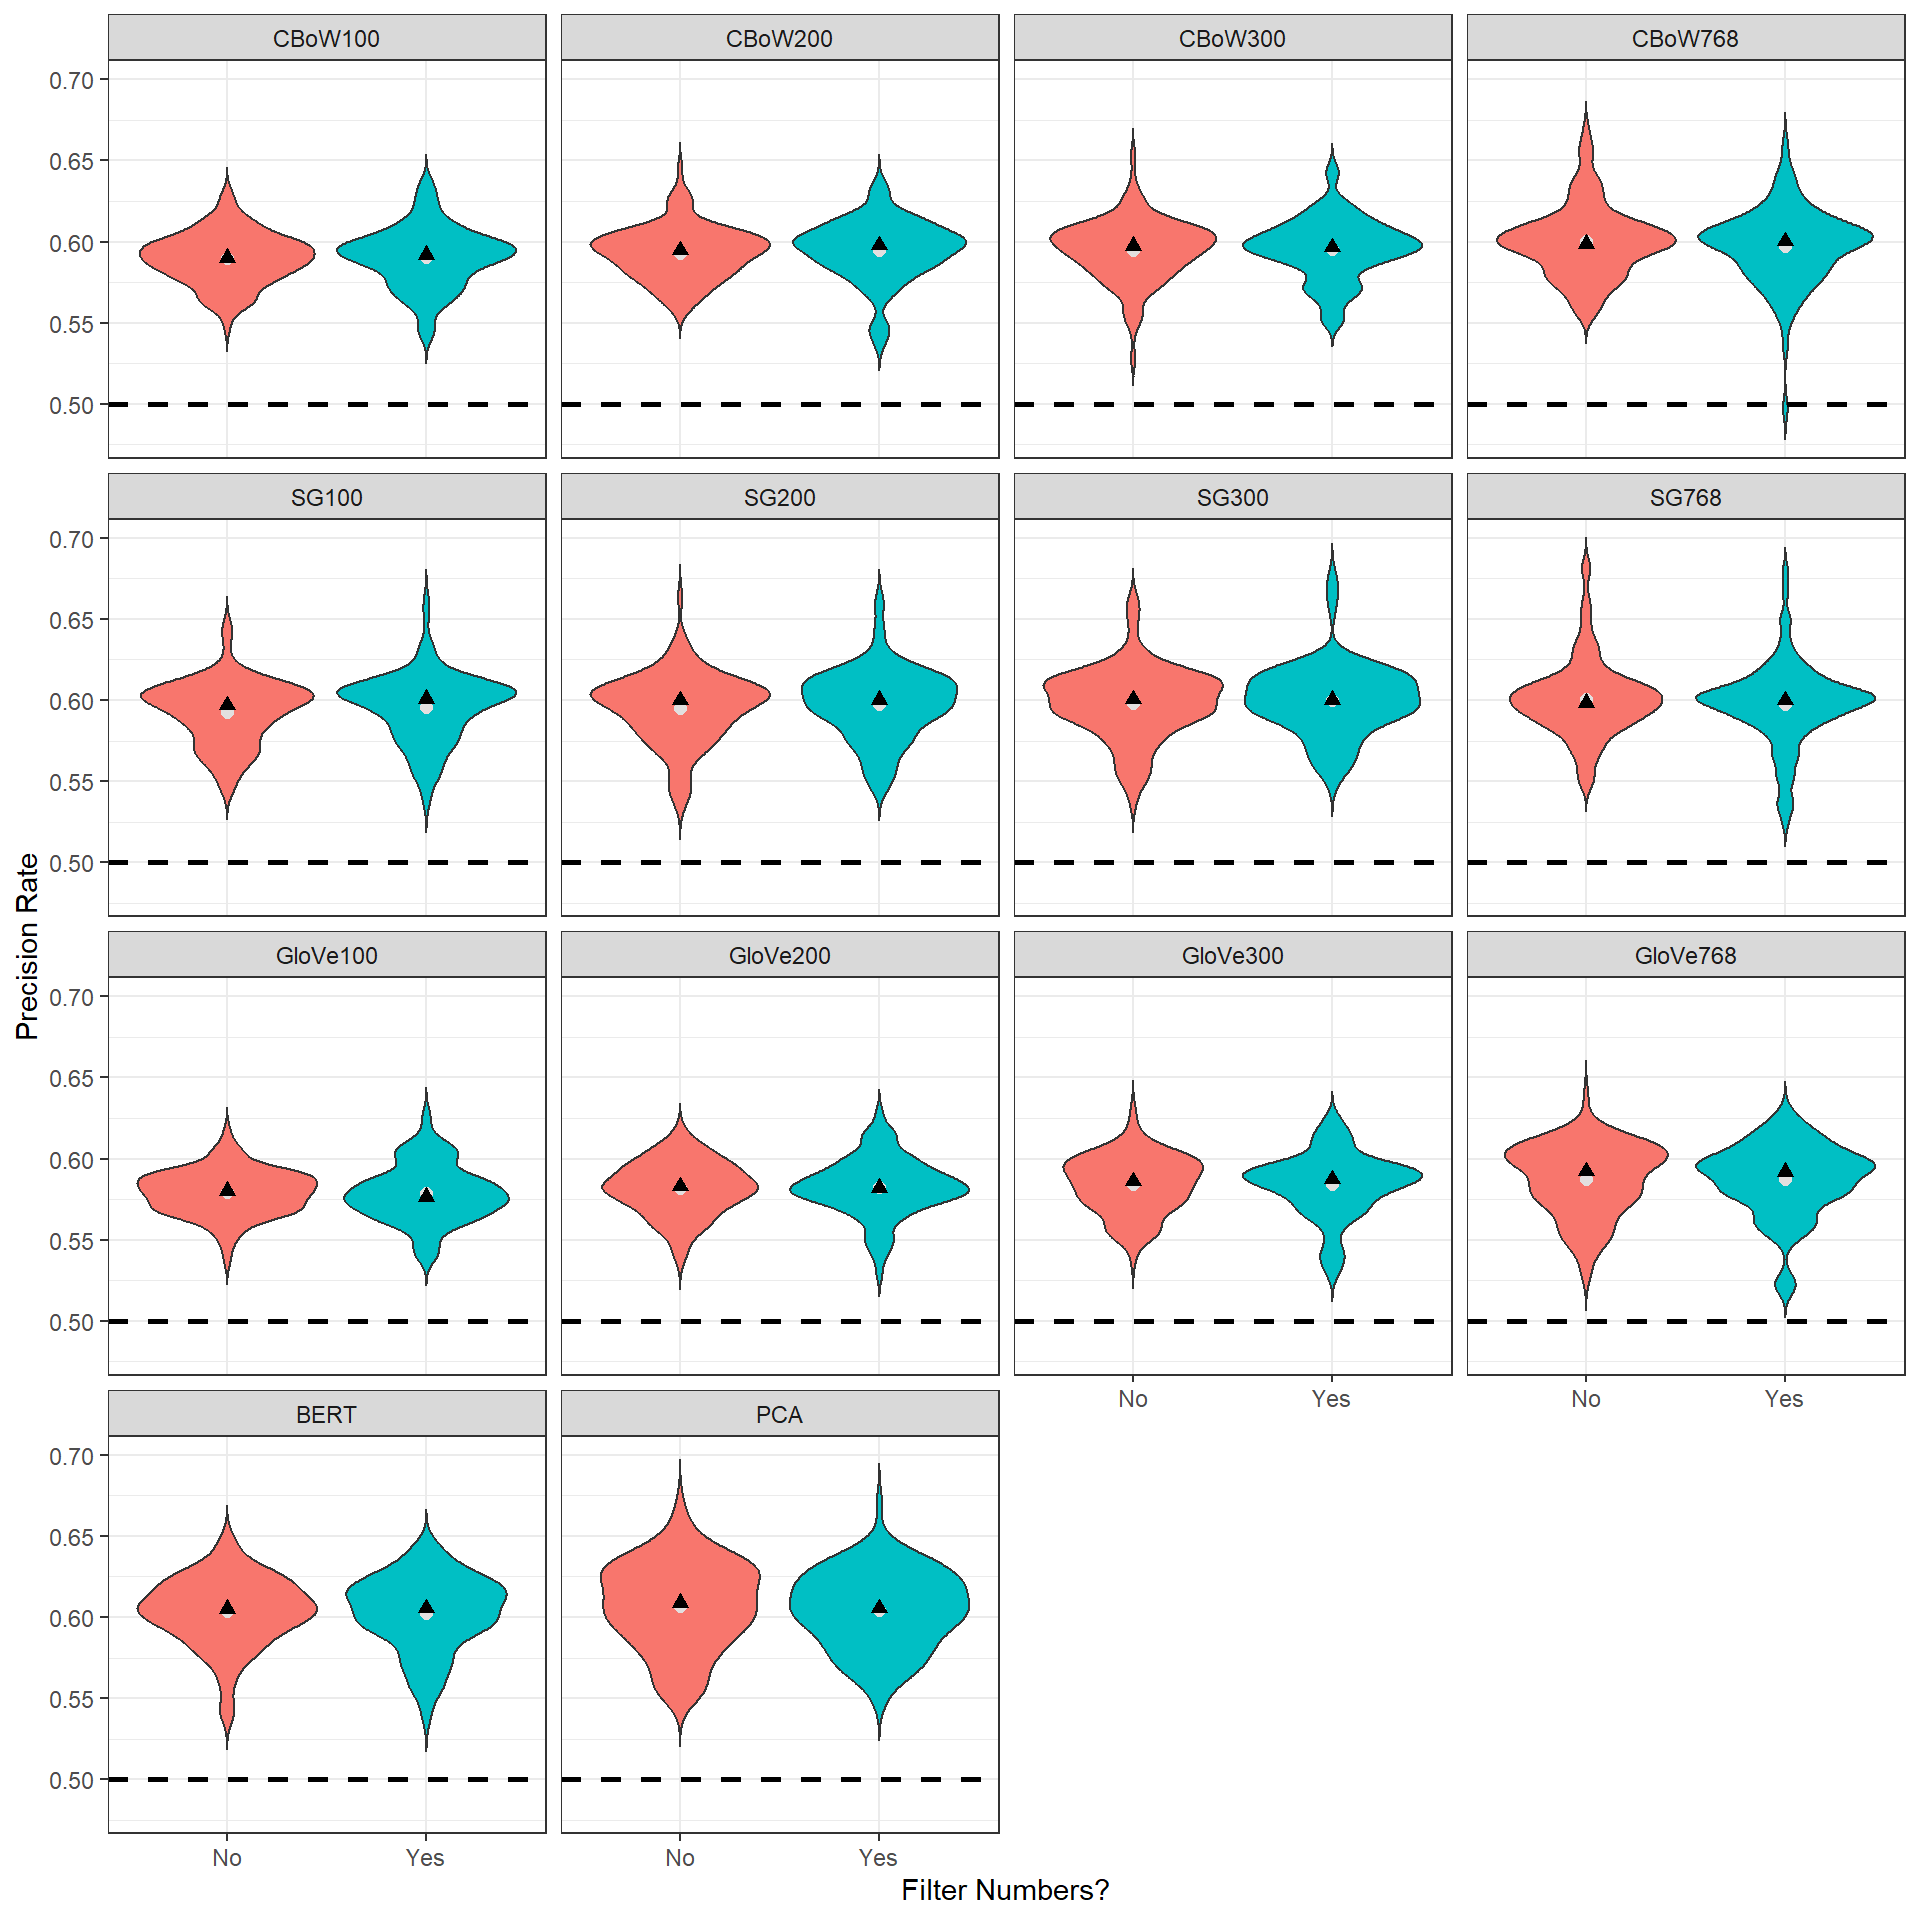 CBoW100 CBoW200 CBoW300 CBoW768
0.70
0.65
0.60
0.55
0.50
SG100 SG200 SG300 SG768
0.70
0.65
0.60
0.55
0.50
Precision Rate
GloVe100 GloVe200 GloVe300 GloVe768
0.70
0.65
0.60
0.55
0.50
No Yes No Yes
BERT PCA
0.70
0.65
0.60
0.55
0.50
No Yes No Yes
Filter Numbers?